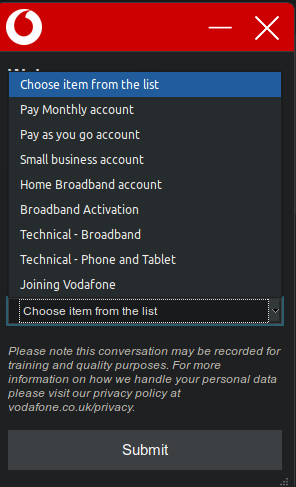 Choose item from the list
Pay Monthly account
Pay as you go account
Small business account
Home Broadband account
Broadband Activation
Technical - Broadband
Technical - Phone and Tablet
Joining Vodafone
Choose item from the list
Please note this conversation may be recorded for
training and quality purposes. For more
information on how we handle your personal data
please visit our privacy policy at
vodafone.co.uk/privacy.
Submit